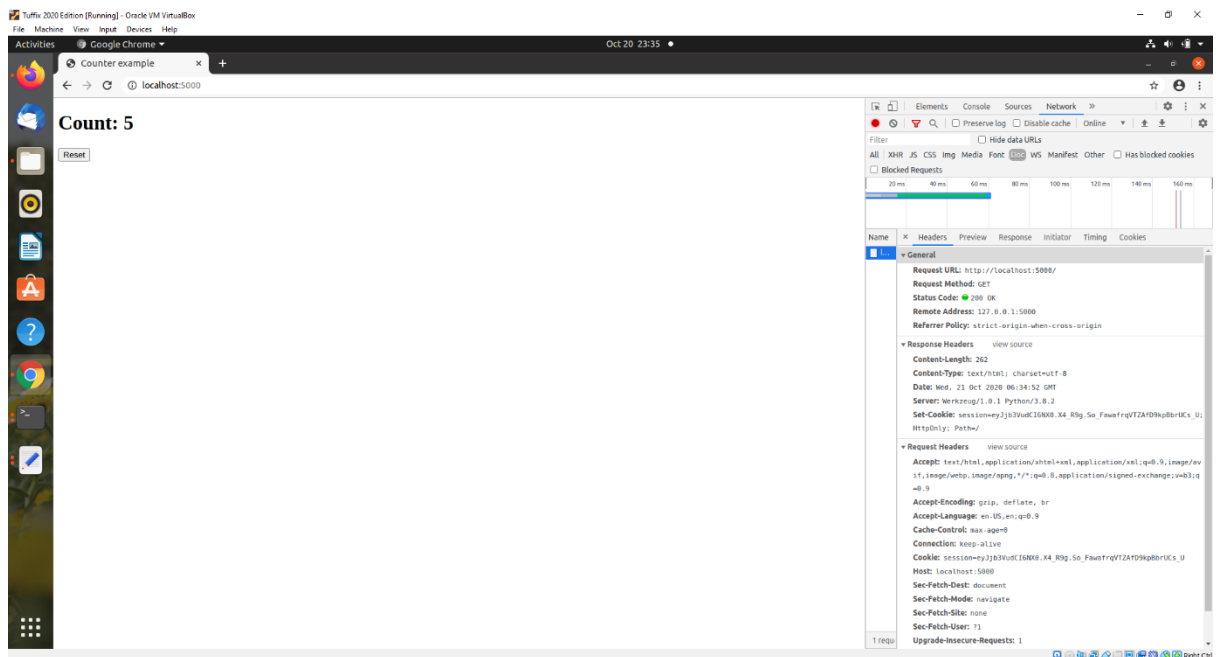 Tuffix 2020 Edition [Running] - Oracle VM VirtualBox
File Machine View Input Devices Help
Activities Google Chrome Oct 20 23:35
Counter example
localhost:5000
Count: 5
Reset
Elements Console Sources Network »
Preserve log Disable cache Online
Filter Hide data URLs
All XHR JS CSS Img Media Font Doc WS Manifest Other Has blocked cookies
Blocked Requests
20 ms 40 ms 60 ms 80 ms 100 ms 120 ms 140 ms 160 ms
Name × Headers Preview Response Initiator Timing Cookies
l...
General
Request URL: http://localhost:5000/
Request Method: GET
Status Code: 200 OK
Remote Address: 127.0.0.1:5000
Referrer Policy: strict-origin-when-cross-origin
Response Headers view source
Content-Length: 262
Content-Type: text/html; charset=utf-8
Date: Wed, 21 Oct 2020 06:34:52 GMT
Server: Werkzeug/1.0.1 Python/3.8.2
Set-Cookie:
HttpOnly; Path=/
Request Headers view source
Accept: text/html,application/xhtml+xml,application/xml;q=0.9,image/av
if,image/webp,image/apng,*/*;q=0.8,application/signed-exchange;v=b3;q
=0.9
Accept-Encoding: gzip, deflate, br
Accept-Language: en-US,en;q=0.9
Cache-Control: max-age=0
Connection: keep-alive
Cookie:
Host: localhost:5000
Sec-Fetch-Dest: document
Sec-Fetch-Mode: navigate
Sec-Fetch-Site: none
Sec-Fetch-User: ?1
1 requ Upgrade-Insecure-Requests: 1
Right Ctrl